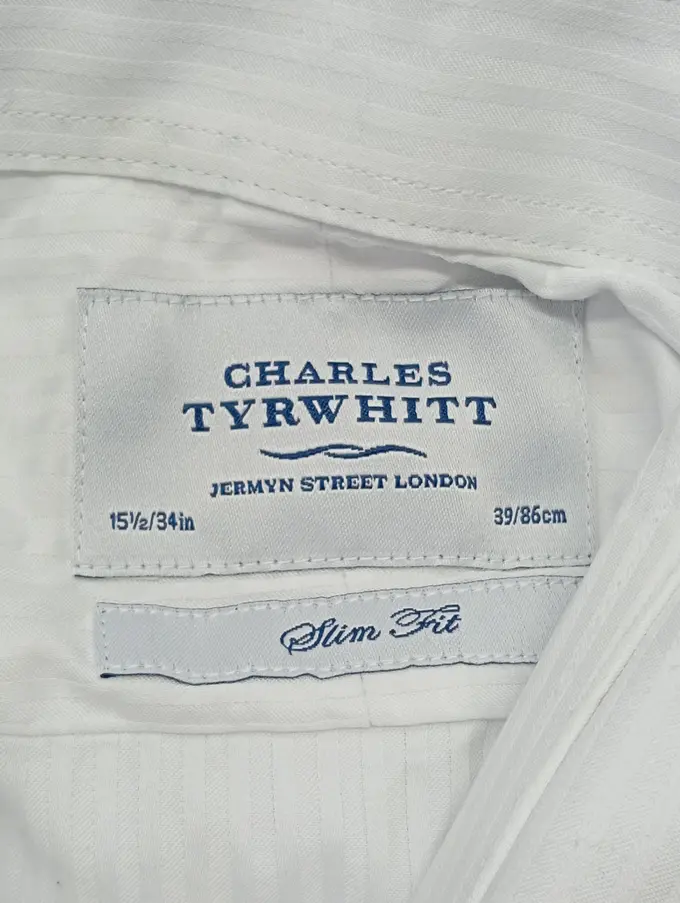 CHARLES
TYRWHITT
JERMYN STREET LONDON
15½/34in 39/86cm
Slim Fit